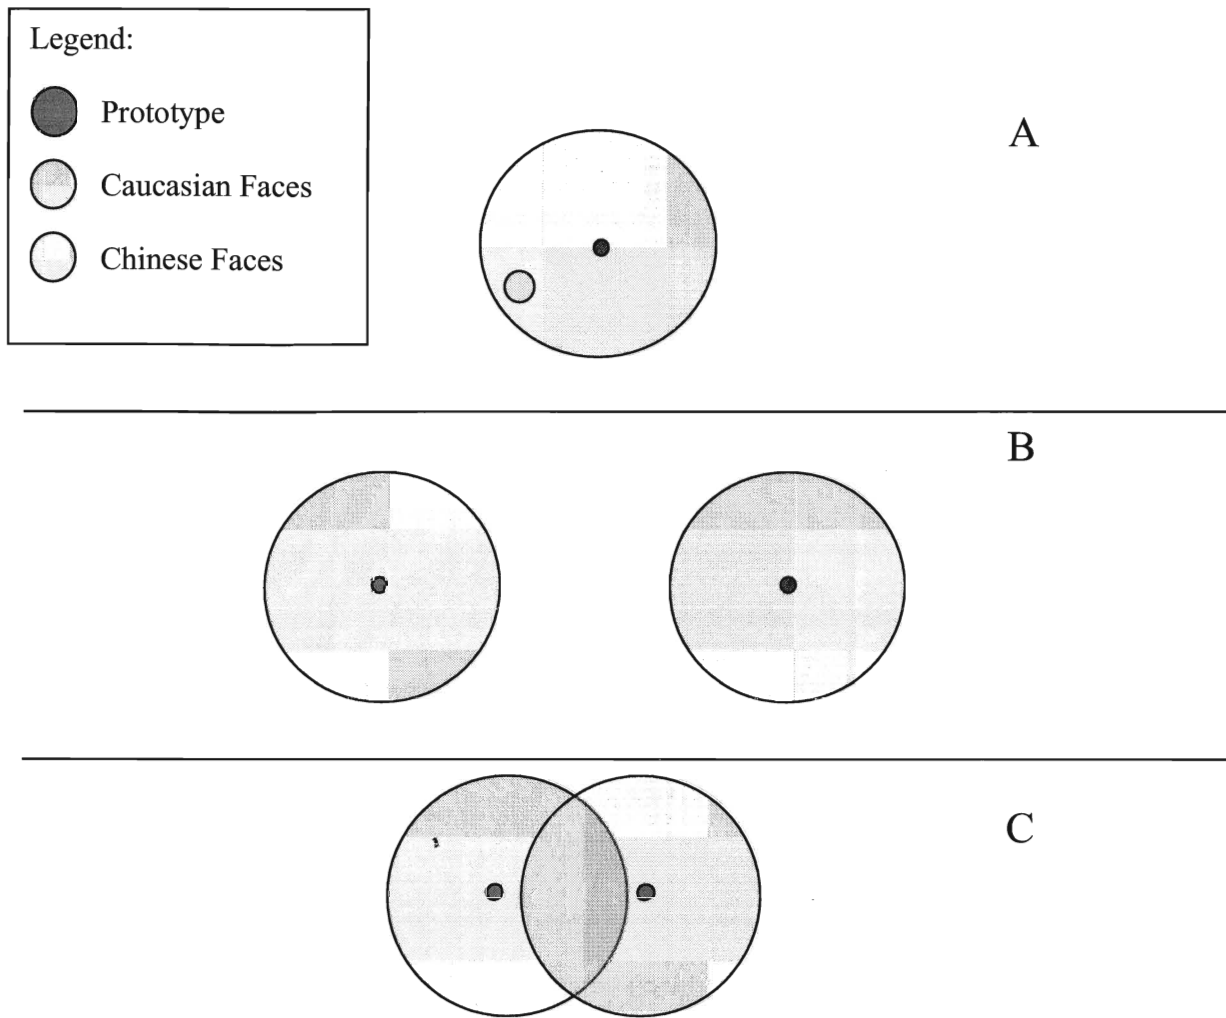 Legend:
Prototype
Caucasian Faces
Chinese Faces
A
B
C